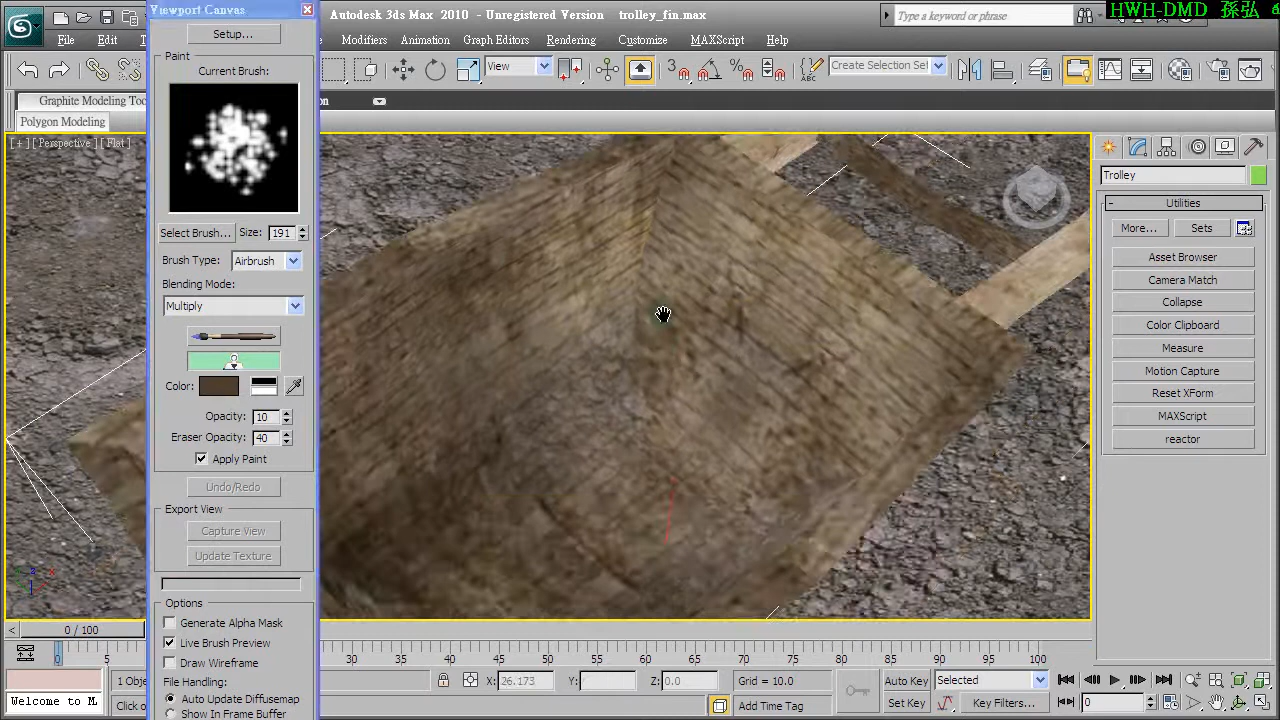 Viewport Canvas
Autodesk 3ds Max 2010 - Unregistered Version trolley_fin.max
Type a keyword or phrase
HWH-DMD 孫弘
File
Edit
Modifiers
Animation
Graph Editors
Rendering
Customize
MAXScript
Help
Setup...
Paint
Current Brush:
View
3
%
ABC
Create Selection Set
Graphite Modeling Too
on
Polygon Modeling
[ + ] [ Perspective ] [ Flat ]
Trolley
Utilities
More...
Sets
Asset Browser
Camera Match
Collapse
Color Clipboard
Measure
Motion Capture
Reset XForm
MAXScript
reactor
Select Brush...
Size: 191
Brush Type: Airbrush
Blending Mode:
Multiply
Color:
Opacity: 10
Eraser Opacity: 40
Apply Paint
Undo/Redo
Export View
Capture View
Update Texture
Options
Generate Alpha Mask
Live Brush Preview
Draw Wireframe
File Handling:
Auto Update Diffusemap
Show In Frame Buffer
z
x
< 0 / 100
0 5 30 35 40 45 50 55 60 65 70 75 80 85 90 95 100
1 Obje
X: 26.173
Y:
Z: 0.0
Grid = 10.0
Auto Key
Selected
Welcome to M
Click o
Add Time Tag
Set Key
Key Filters...
0